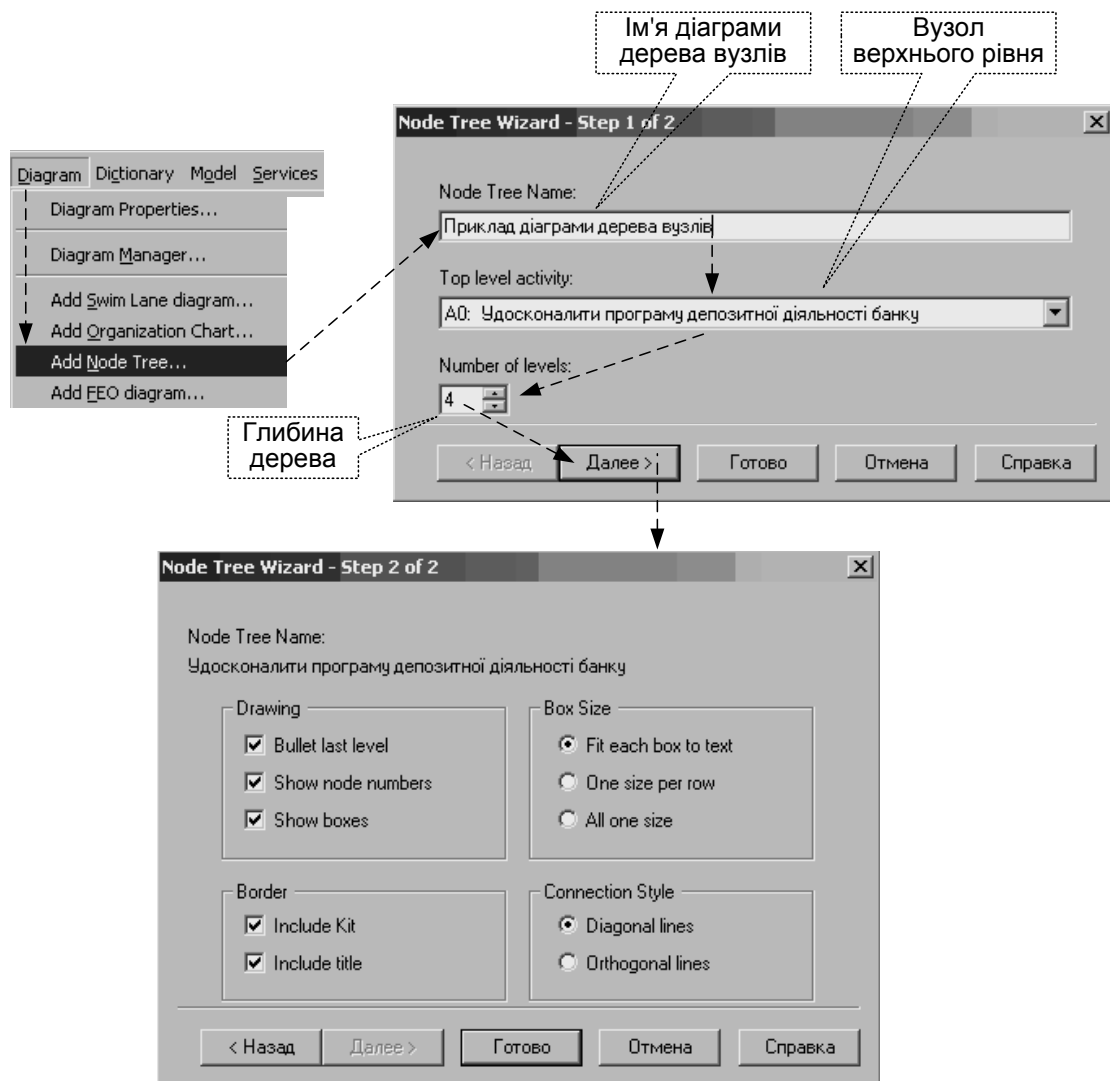 Ім'я діаграми
дерева вузлів
Вузол
верхнього рівня
Node Tree Wizard - Step 1 of 2
Diagram Dictionary Model Services
Diagram Properties...
Diagram Manager...
Add Swim Lane diagram...
Add Organization Chart...
Add Node Tree...
Add FEO diagram...
Node Tree Name:
Приклад діаграми дерева вузлів
Top level activity:
A0: Удосконалити програму депозитної діяльності банку
Number of levels:
4
Глибина
дерева
< Назад Далее > Готово Отмена Справка
Node Tree Wizard - Step 2 of 2
Node Tree Name:
Удосконалити програму депозитної діяльності банку
Drawing
Bullet last level
Show node numbers
Show boxes
Box Size
Fit each box to text
One size per row
All one size
Border
Include Kit
Include title
Connection Style
Diagonal lines
Orthogonal lines
< Назад Далее > Готово Отмена Справка